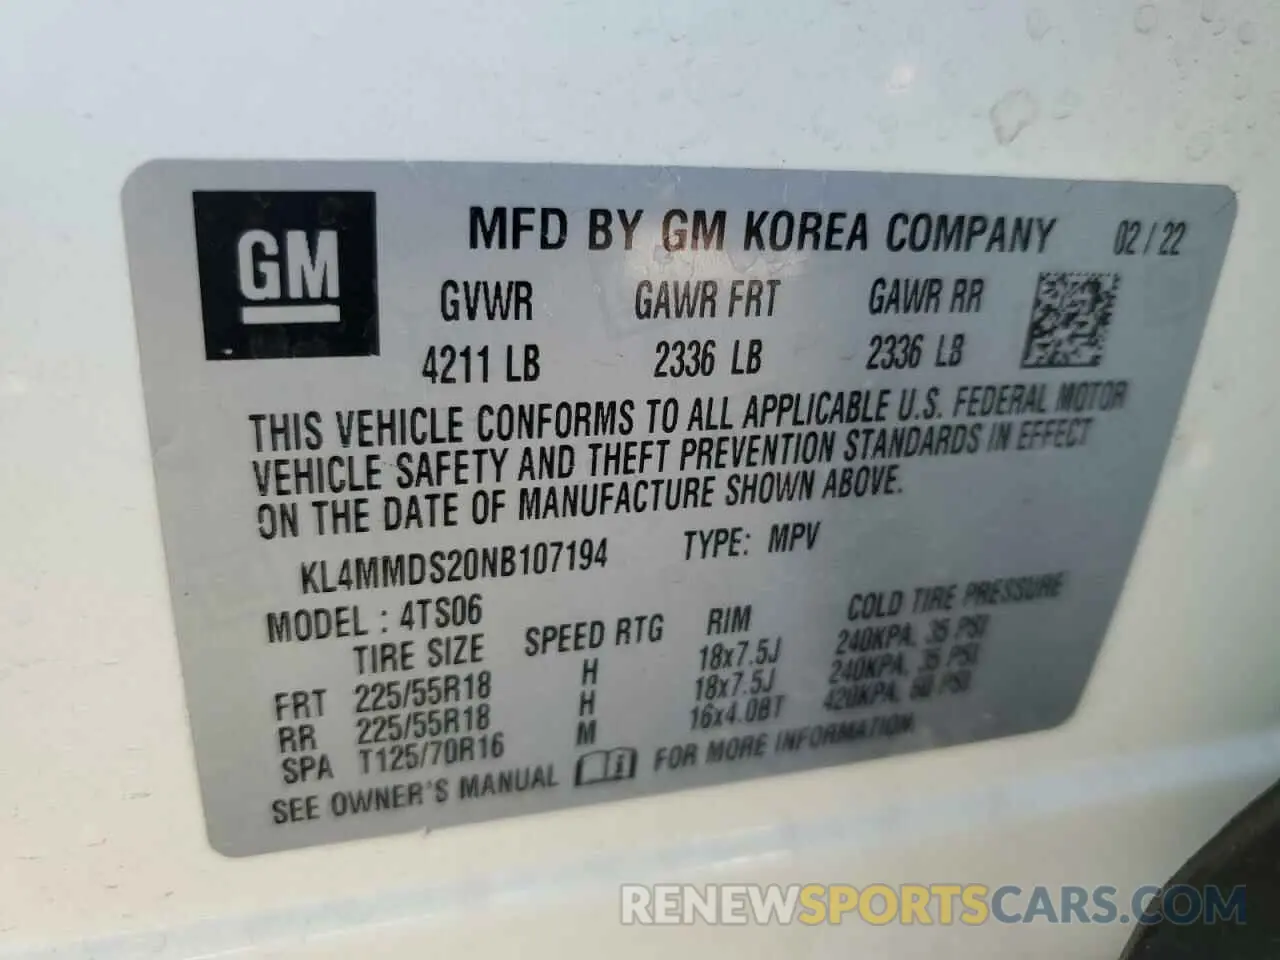 GM
MFD BY GM KOREA COMPANY 02/22
GVWR GAWR FRT GAWR RR
4211 LB 2336 LB 2336 LB
THIS VEHICLE CONFORMS TO ALL APPLICABLE U.S. FEDERAL MOTOR
VEHICLE SAFETY AND THEFT PREVENTION STANDARDS IN EFFECT
ON THE DATE OF MANUFACTURE SHOWN ABOVE.
KL4MMDS20NB107194 TYPE: MPV
MODEL : 4TS06
TIRE SIZE SPEED RTG RIM COLD TIRE PRESSURE
FRT 225/55R18 H 18x7.5J 240KPA, 35 PSI
RR 225/55R18 H 18x7.5J 240KPA, 35 PSI
SPA T125/70R16 M 16x4.0BT 420KPA, 60 PSI
SEE OWNER'S MANUAL FOR MORE INFORMATION.
RENEWSPORTSCARS.COM